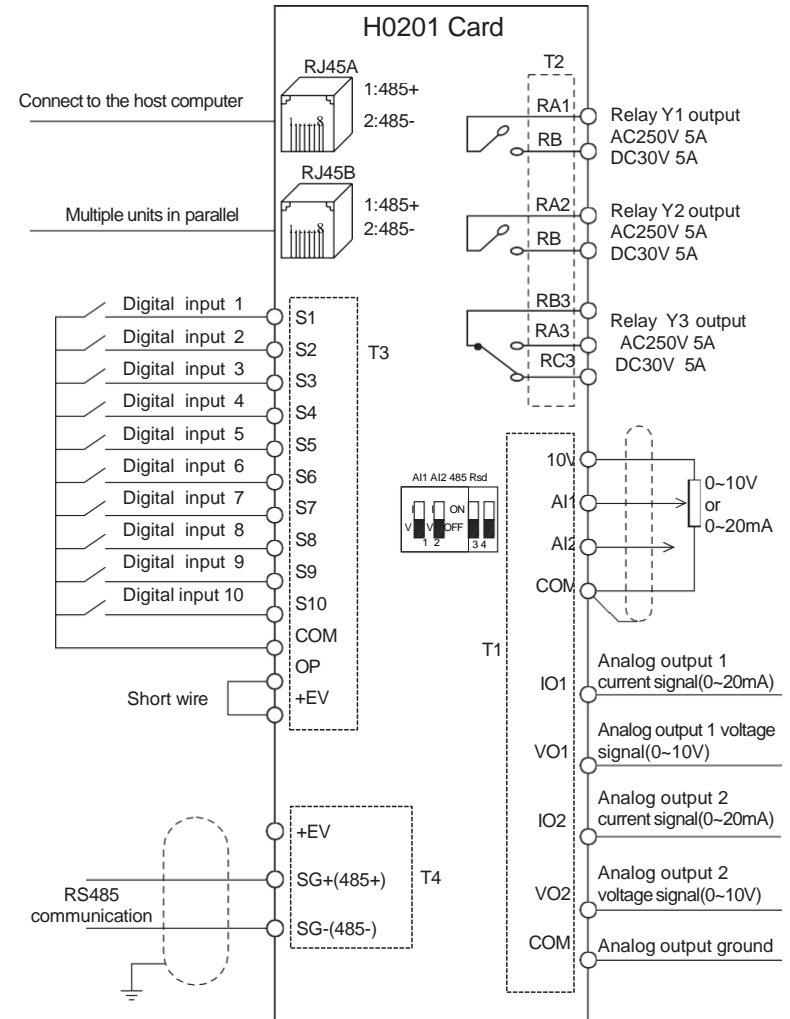 H0201 Card
RJ45A
1:485+
2:485-
Connect to the host computer
1 8
RJ45B
1:485+
2:485-
Multiple units in parallel
1 8
T2
RA1
RB
Relay Y1 output
AC250V 5A
DC30V 5A
RA2
RB
Relay Y2 output
AC250V 5A
DC30V 5A
RB3
RA3
RC3
Relay Y3 output
AC250V 5A
DC30V 5A
Digital input 1
Digital input 2
Digital input 3
Digital input 4
Digital input 5
Digital input 6
Digital input 7
Digital input 8
Digital input 9
Digital input 10
S1
S2
S3
S4
S5
S6
S7
S8
S9
S10
COM
OP
+EV
T3
Short wire
AI1 AI2 485 Rsd
I I ON
V V OFF
1 2 3 4
10V
AI1
AI2
COM
0~10V
or
0~20mA
T1
IO1
Analog output 1
current signal(0~20mA)
VO1
Analog output 1 voltage
signal(0~10V)
IO2
Analog output 2
current signal(0~20mA)
VO2
Analog output 2
voltage signal(0~10V)
COM
Analog output ground
+EV
SG+(485+)
SG-(485-)
T4
RS485
communication